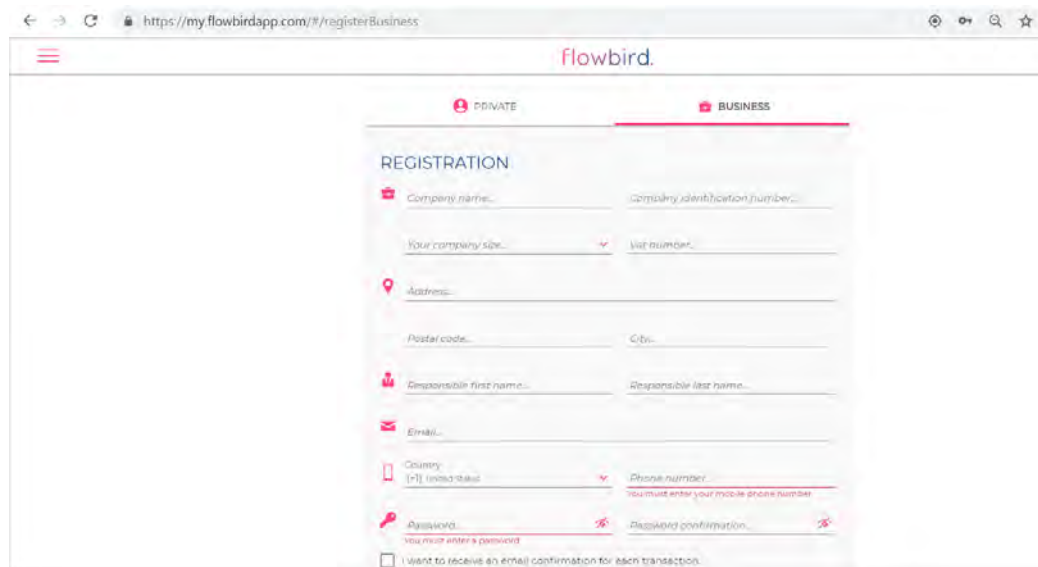 https://my.flowbirdapp.com/#/registerBusiness
flowbird.
PRIVATE BUSINESS
REGISTRATION
Company name... Company identification number...
Your company size... Vat number...
Address...
Postal code... City...
Responsible first name... Responsible last name...
Email...
Country
(+1) United States Phone number...
You must enter your mobile phone number
Password... Password confirmation...
You must enter a password
I want to receive an email confirmation for each transaction.